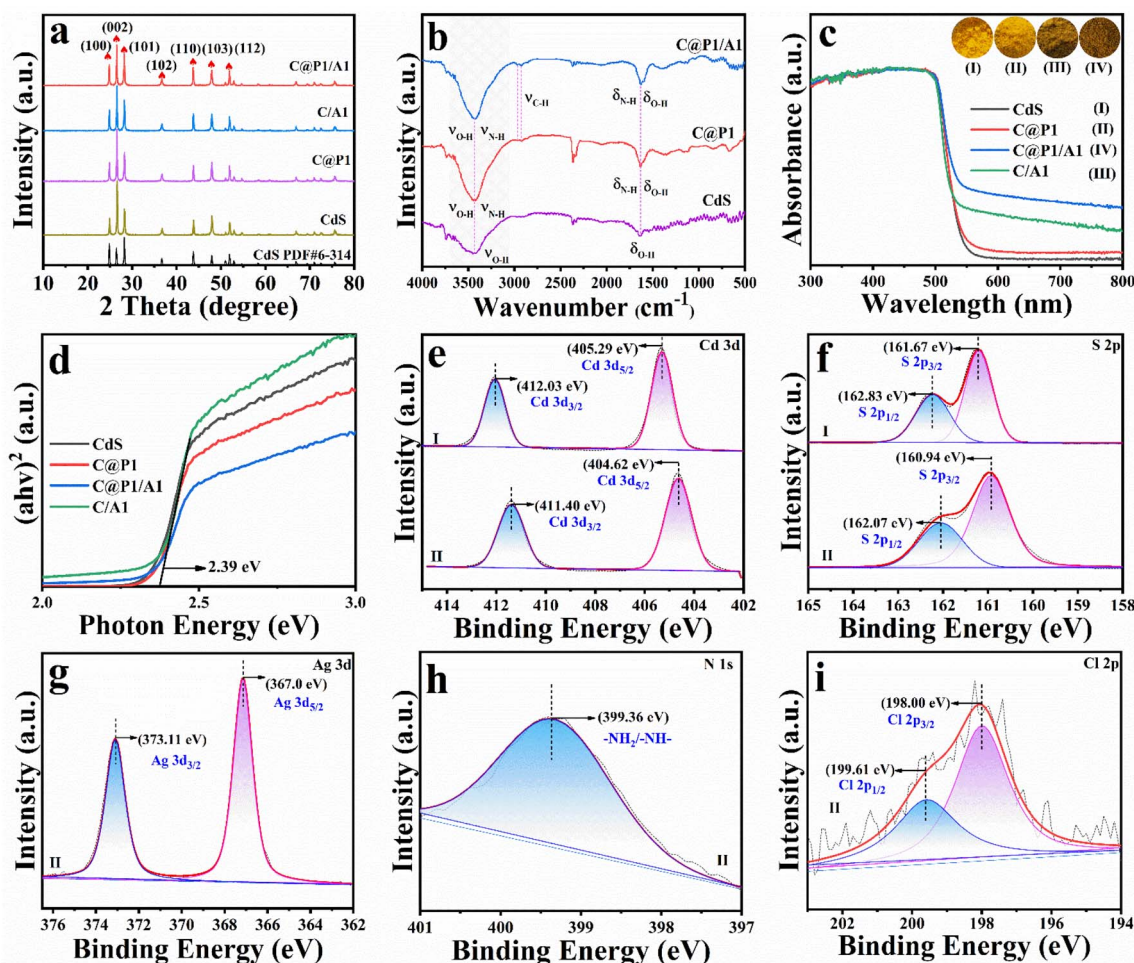 a
(002)
(100)
(101)
(110)
(103)
(112)
(102)
C@P1/A1
C/A1
C@P1
CdS
CdS PDF#6-314
Intensity (a.u.)
10 20 30 40 50 60 70 80
2 Theta (degree)
b
C@P1/A1
νC-H
δN-H δO-H
νO-H νN-H
C@P1
δN-H δO-H
νO-H νN-H
CdS
νO-H
δO-H
Intensity (a.u.)
4000 3500 3000 2500 2000 1500 1000 500
Wavenumber (cm-1)
c
(I) (II) (III) (IV)
CdS (I)
C@P1 (II)
C@P1/A1 (IV)
C/A1 (III)
Absorbance (a.u.)
300 400 500 600 700 800
Wavelength (nm)
d
CdS
C@P1
C@P1/A1
C/A1
2.39 eV
(ahv)2 (a.u.)
2.0 2.5 3.0
Photon Energy (eV)
e
Cd 3d
(405.29 eV)
Cd 3d5/2
(412.03 eV)
Cd 3d3/2
I
(404.62 eV)
Cd 3d5/2
(411.40 eV)
Cd 3d3/2
II
Intensity (a.u.)
414 412 410 408 406 404 402
Binding Energy (eV)
f
S 2p
(161.67 eV)
S 2p3/2
(162.83 eV)
S 2p1/2
I
(160.94 eV)
S 2p3/2
(162.07 eV)
S 2p1/2
II
Intensity (a.u.)
165 164 163 162 161 160 159 158
Binding Energy (eV)
g
Ag 3d
(367.0 eV)
Ag 3d5/2
(373.11 eV)
Ag 3d3/2
II
Intensity (a.u.)
376 374 372 370 368 366 364 362
Binding Energy (eV)
h
N 1s
(399.36 eV)
-NH2/-NH-
II
Intensity (a.u.)
401 400 399 398 397
Binding Energy (eV)
i
Cl 2p
(198.00 eV)
Cl 2p3/2
(199.61 eV)
Cl 2p1/2
II
Intensity (a.u.)
202 200 198 196 194
Binding Energy (eV)